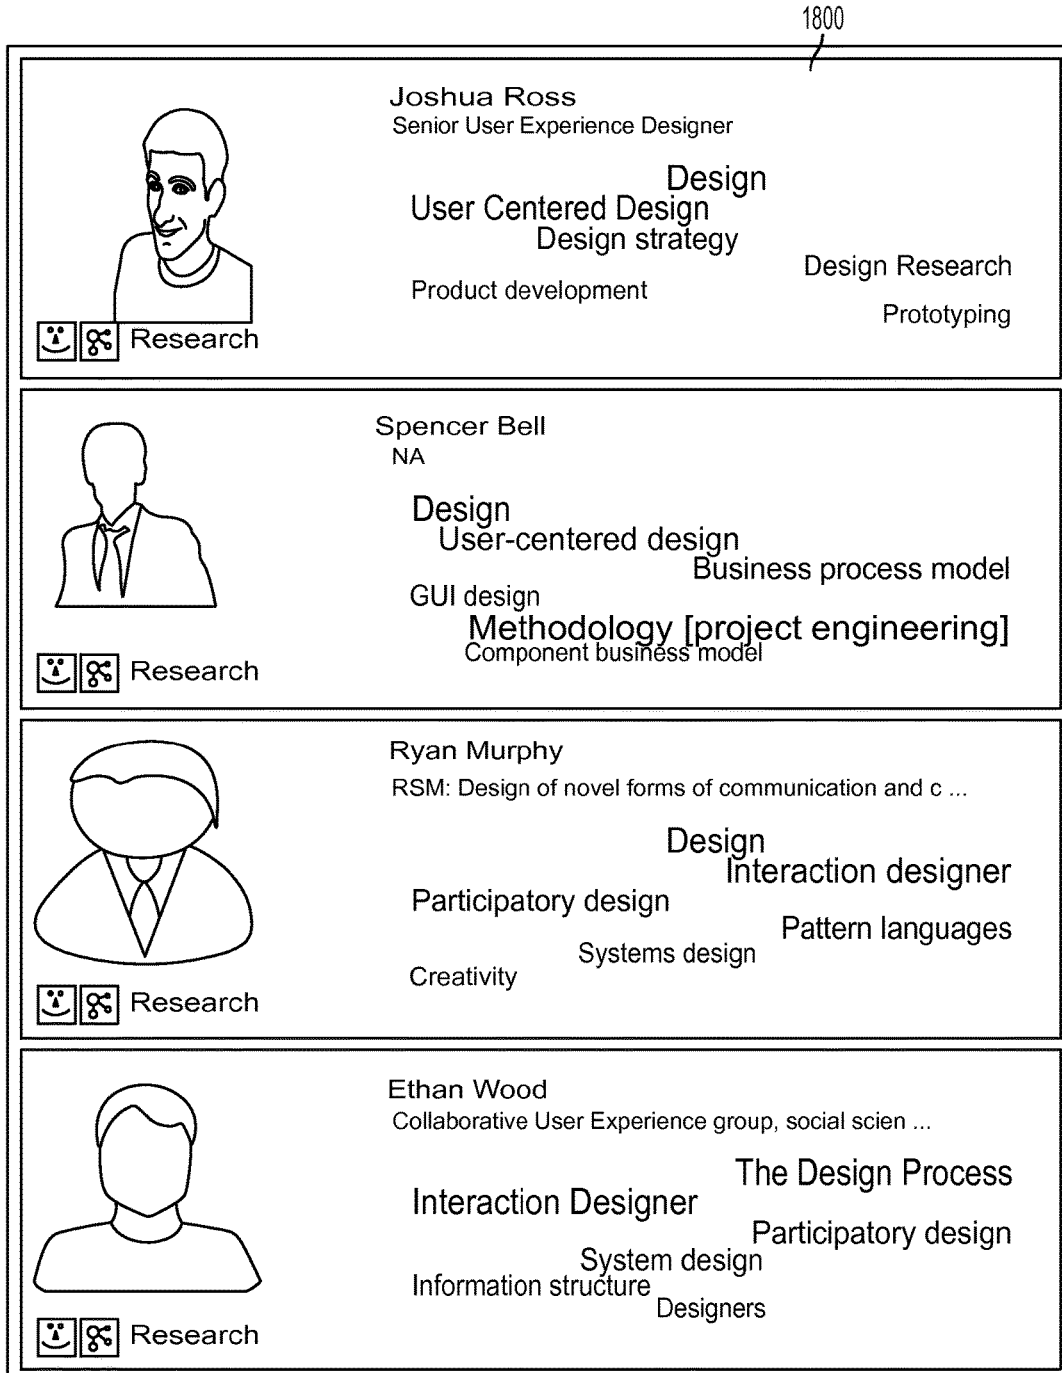 1800
Joshua Ross
Senior User Experience Designer
Design
User Centered Design
Design strategy
Design Research
Product development
Prototyping
Research
Spencer Bell
NA
Design
User-centered design
Business process model
GUI design
Methodology [project engineering]
Component business model
Research
Ryan Murphy
RSM: Design of novel forms of communication and c ...
Design
Interaction designer
Participatory design
Pattern languages
Systems design
Creativity
Research
Ethan Wood
Collaborative User Experience group, social scien ...
The Design Process
Interaction Designer
Participatory design
System design
Information structure
Designers
Research